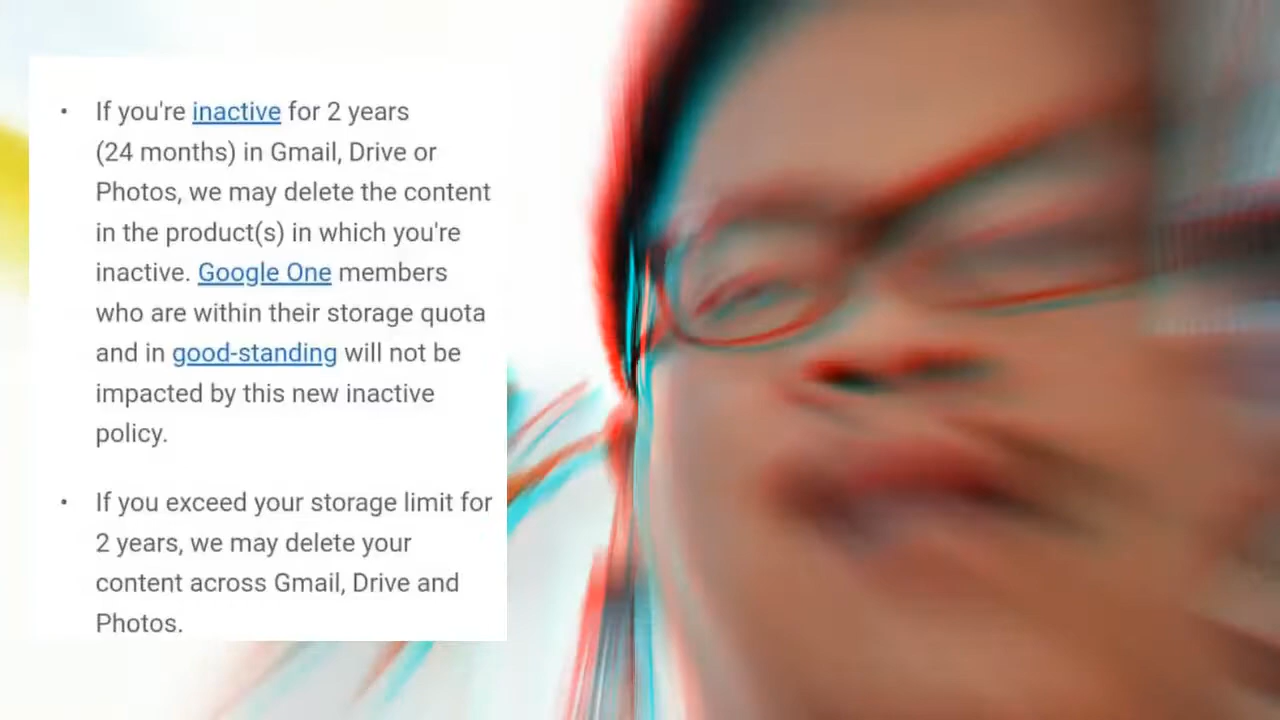 • If you're inactive for 2 years
(24 months) in Gmail, Drive or
Photos, we may delete the content
in the product(s) in which you're
inactive. Google One members
who are within their storage quota
and in good-standing will not be
impacted by this new inactive
policy.
• If you exceed your storage limit for
2 years, we may delete your
content across Gmail, Drive and
Photos.